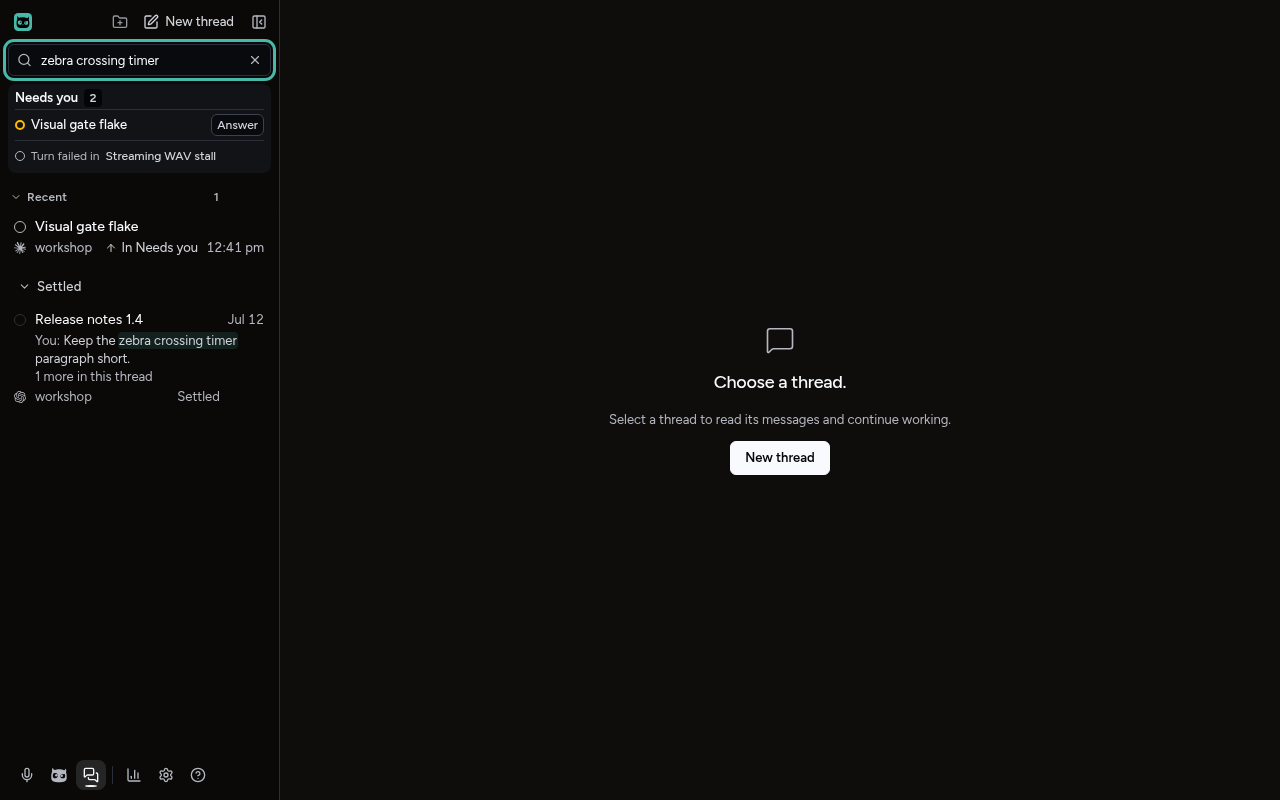 New thread
zebra crossing timer
Needs you 2
Visual gate flake Answer
Turn failed in Streaming WAV stall
Recent 1
Visual gate flake
workshop ↑ In Needs you 12:41 pm
Settled
Release notes 1.4 Jul 12
You: Keep the zebra crossing timer
paragraph short.
1 more in this thread
workshop Settled
Choose a thread.
Select a thread to read its messages and continue working.
New thread